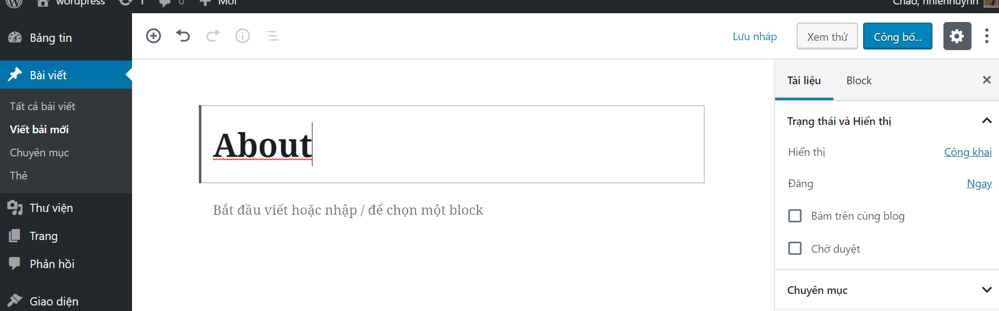 wordpress 1 0 Mới
Chào, nhienhuynh
Bảng tin
Bài viết
Tất cả bài viết
Viết bài mới
Chuyên mục
Thẻ
Thư viện
Trang
Phản hồi
Giao diện
Lưu nháp Xem thử Công bố...
About
Bắt đầu viết hoặc nhập / để chọn một block
Tài liệu Block
Trạng thái và Hiển thị
Hiển thị Công khai
Đăng Ngay
Bám trên cùng blog
Chờ duyệt
Chuyên mục